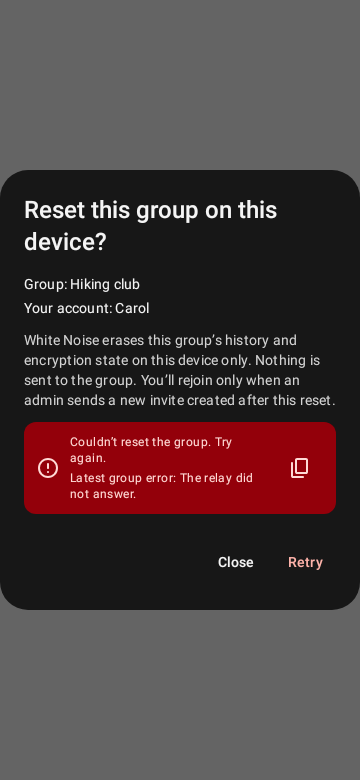 Reset this group on this
device?
Group: Hiking club
Your account: Carol
White Noise erases this group’s history and
encryption state on this device only. Nothing is
sent to the group. You’ll rejoin only when an
admin sends a new invite created after this reset.
Couldn’t reset the group. Try
again.
Latest group error: The relay did
not answer.
Close
Retry